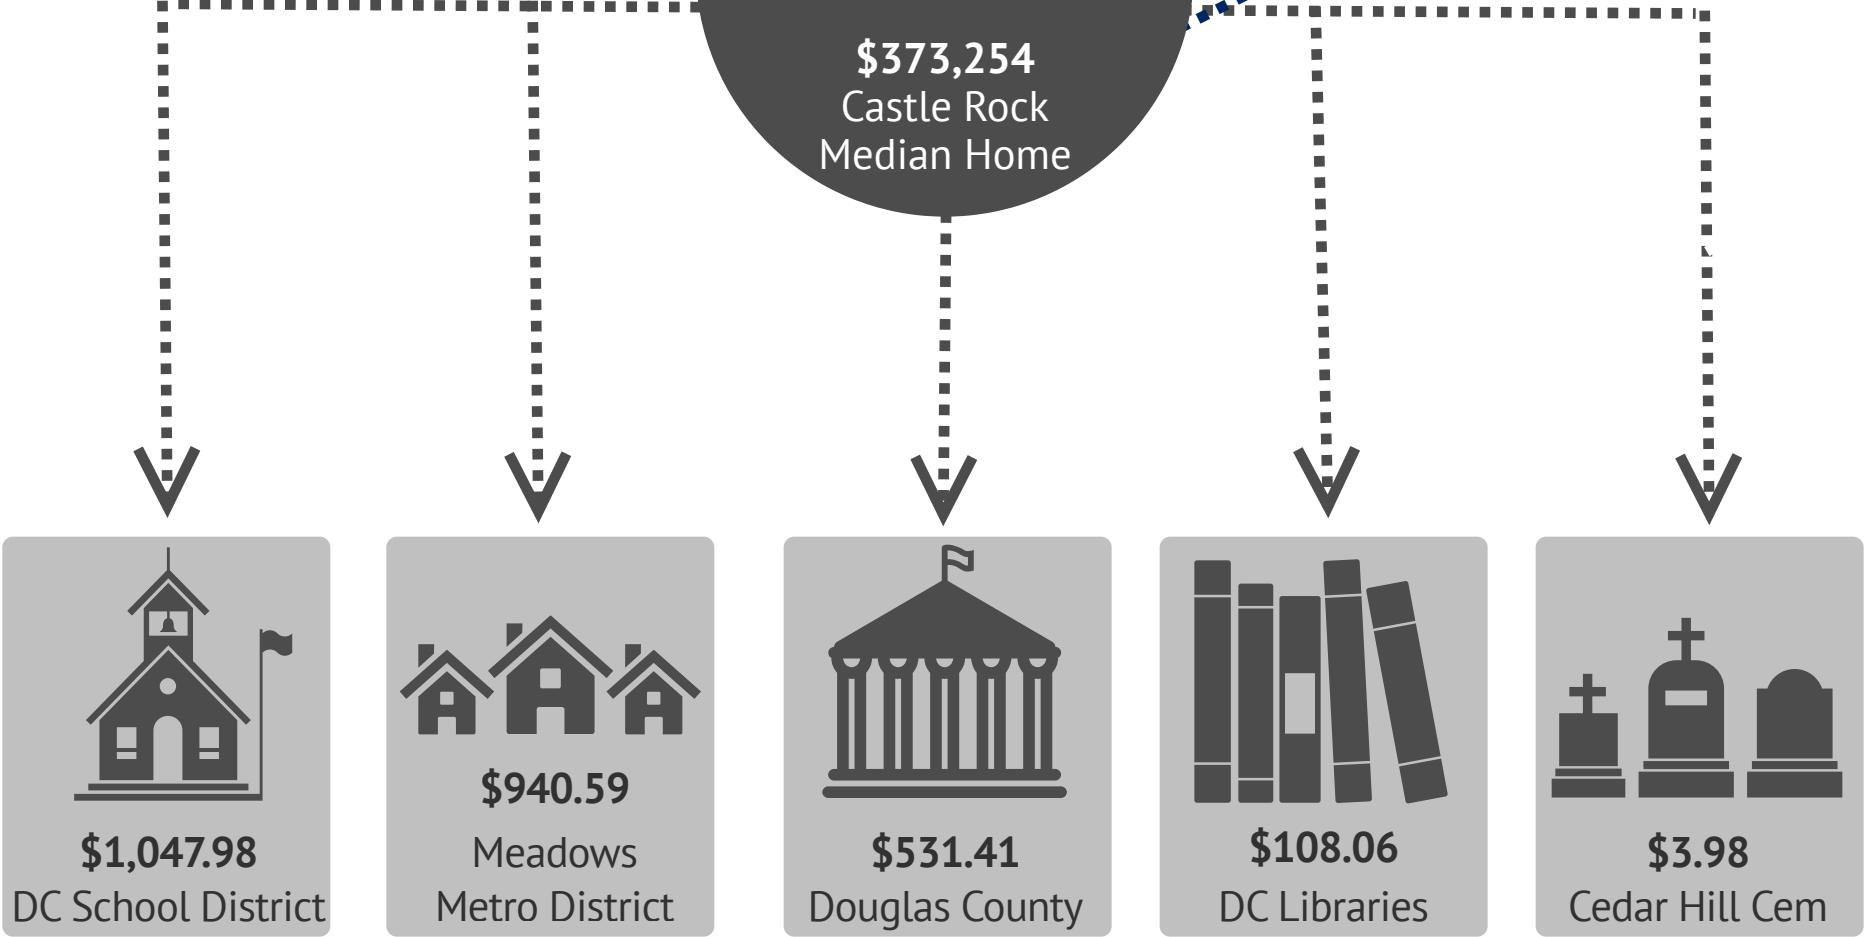 $373,254
Castle Rock
Median Home
$1,047.98
DC School District
$940.59
Meadows
Metro District
$531.41
Douglas County
$108.06
DC Libraries
$3.98
Cedar Hill Cem